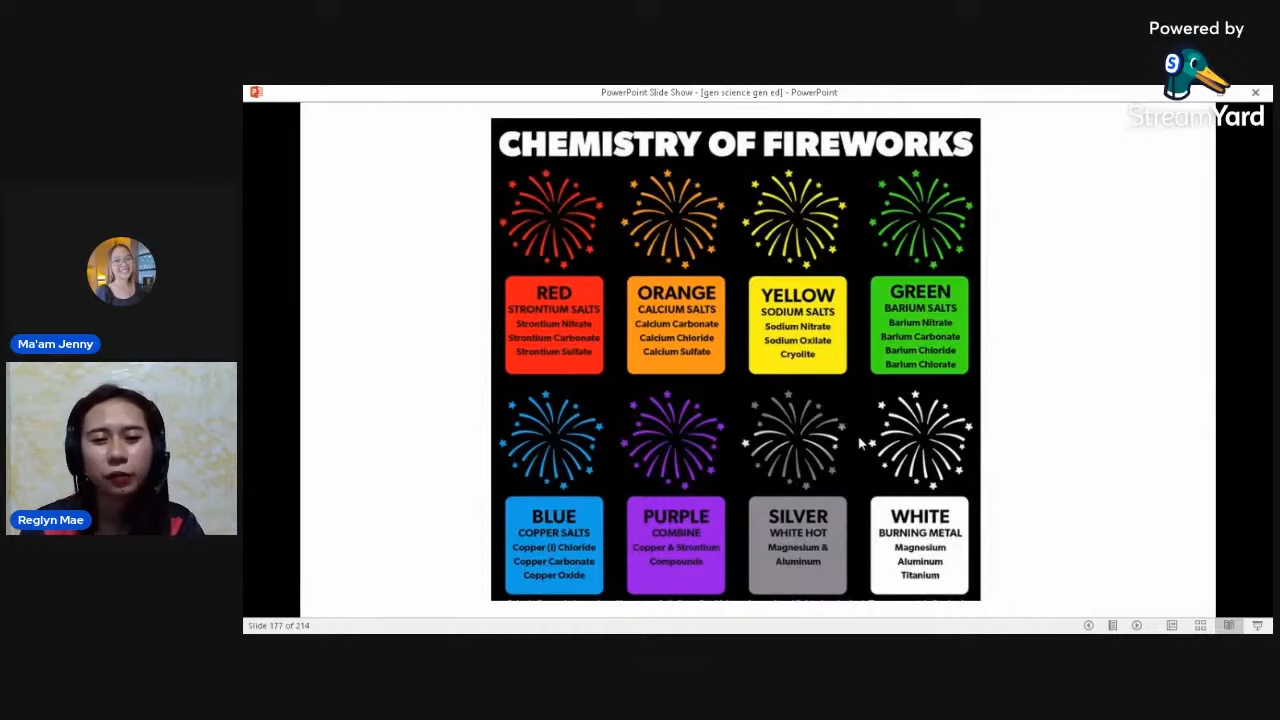 Powered by
StreamYard
PowerPoint Slide Show - [gen science gen ed] - PowerPoint
CHEMISTRY OF FIREWORKS
RED
STRONTIUM SALTS
Strontium Nitrate
Strontium Carbonate
Strontium Sulfate
ORANGE
CALCIUM SALTS
Calcium Carbonate
Calcium Chloride
Calcium Sulfate
YELLOW
SODIUM SALTS
Sodium Nitrate
Sodium Oxilate
Cryolite
GREEN
BARIUM SALTS
Barium Nitrate
Barium Carbonate
Barium Chloride
Barium Chlorate
BLUE
COPPER SALTS
Copper (I) Chloride
Copper Carbonate
Copper Oxide
PURPLE
COMBINE
Copper & Strontium
Compounds
SILVER
WHITE HOT
Magnesium &
Aluminum
WHITE
BURNING METAL
Magnesium
Aluminum
Titanium
Ma'am Jenny
Reglyn Mae
Slide 177 of 214